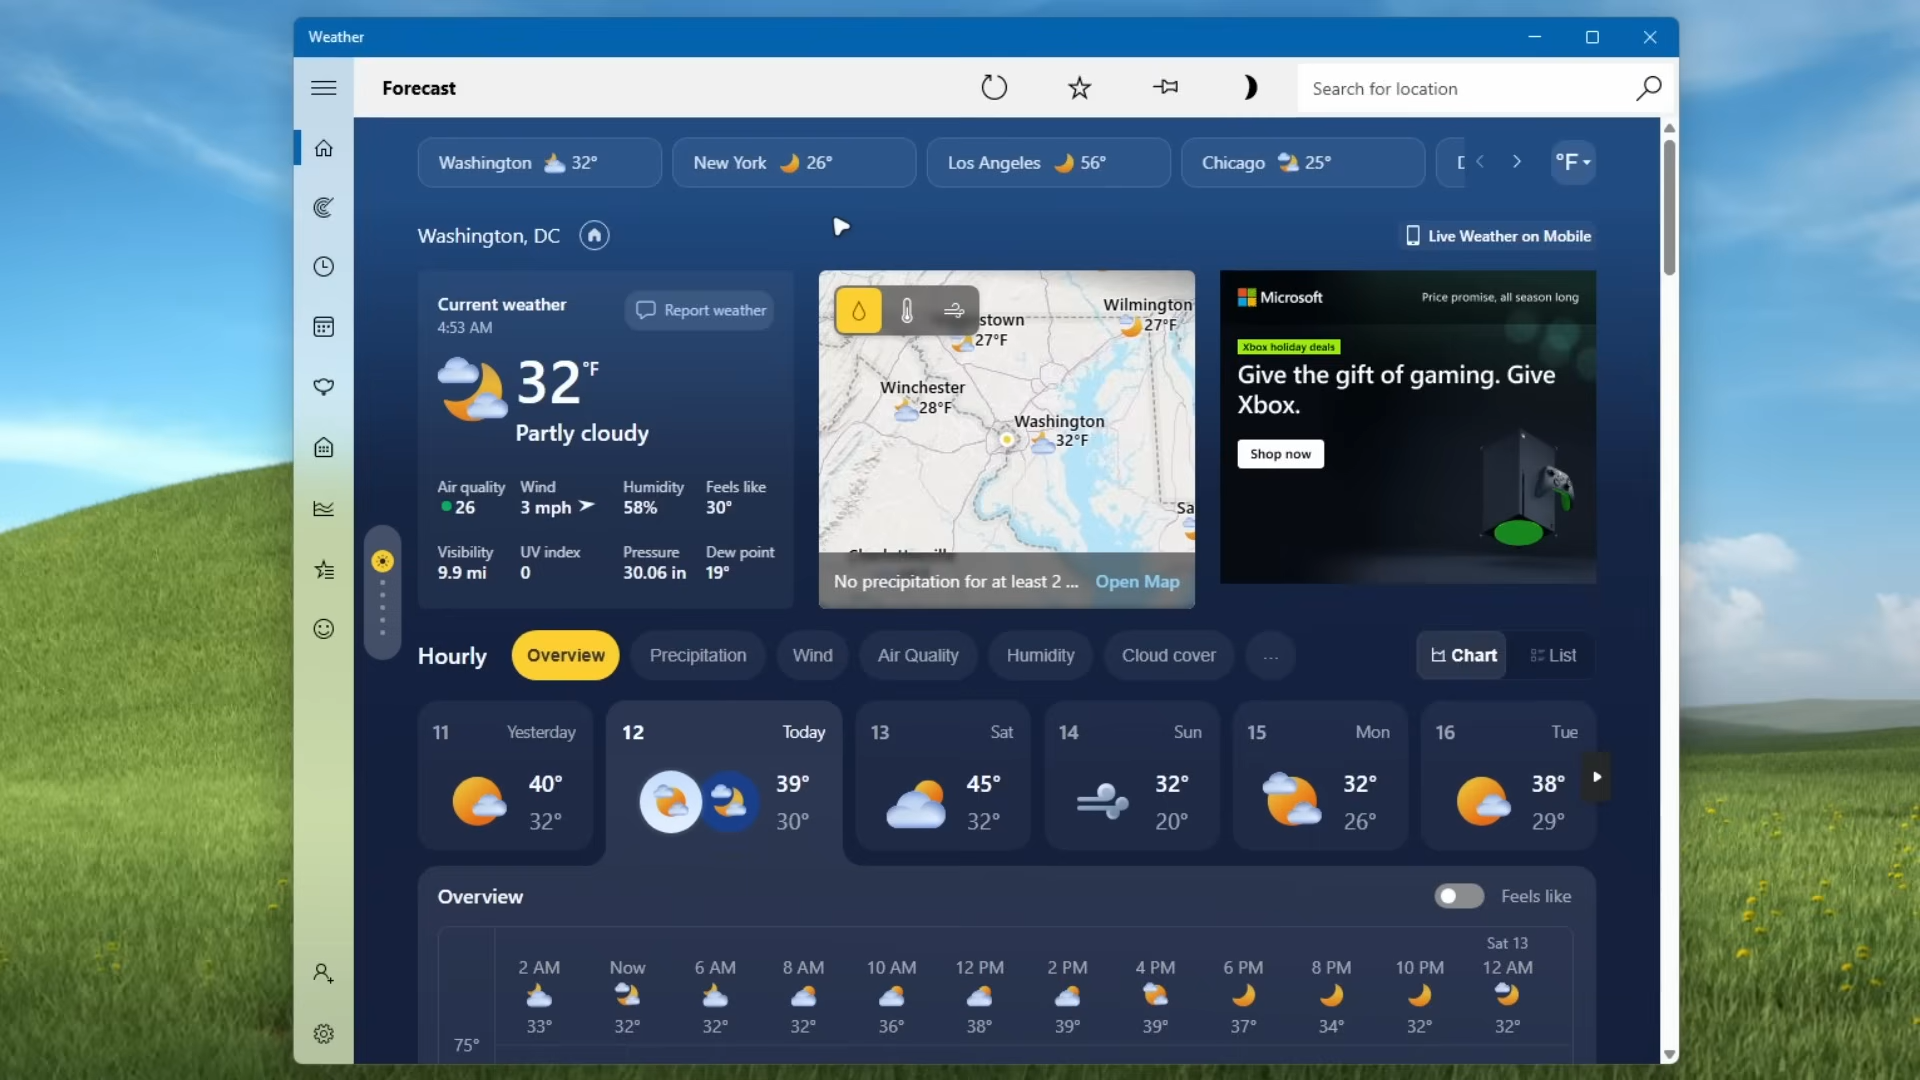 Weather
Forecast
Search for location
Washington 32°
New York 26°
Los Angeles 56°
Chicago 25°
°F
Washington, DC
Live Weather on Mobile
Current weather
4:53 AM
Report weather
32°F
Partly cloudy
Air quality
26
Wind
3 mph
Humidity
58%
Feels like
30°
Visibility
9.9 mi
UV index
0
Pressure
30.06 in
Dew point
19°
Wilmington
27°F
stown
27°F
Winchester
28°F
Washington
32°F
Sa
No precipitation for at least 2 ...
Open Map
Microsoft
Price promise, all season long
Xbox holiday deals
Give the gift of gaming. Give
Xbox.
Shop now
Hourly
Overview
Precipitation
Wind
Air Quality
Humidity
Cloud cover
...
Chart
List
11 Yesterday
40°
32°
12 Today
39°
30°
13 Sat
45°
32°
14 Sun
32°
20°
15 Mon
32°
26°
16 Tue
38°
29°
Overview
Feels like
Sat 13
2 AM Now 6 AM 8 AM 10 AM 12 PM 2 PM 4 PM 6 PM 8 PM 10 PM 12 AM
33° 32° 32° 32° 36° 38° 39° 39° 37° 34° 32° 32°
75°